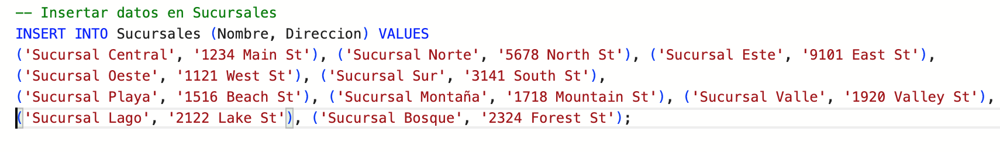 -- Insertar datos en Sucursales
INSERT INTO Sucursales (Nombre, Direccion) VALUES
('Sucursal Central', '1234 Main St'), ('Sucursal Norte', '5678 North St'), ('Sucursal Este', '9101 East St'),
('Sucursal Oeste', '1121 West St'), ('Sucursal Sur', '3141 South St'),
('Sucursal Playa', '1516 Beach St'), ('Sucursal Montaña', '1718 Mountain St'), ('Sucursal Valle', '1920 Valley St'),
('Sucursal Lago', '2122 Lake St'), ('Sucursal Bosque', '2324 Forest St');